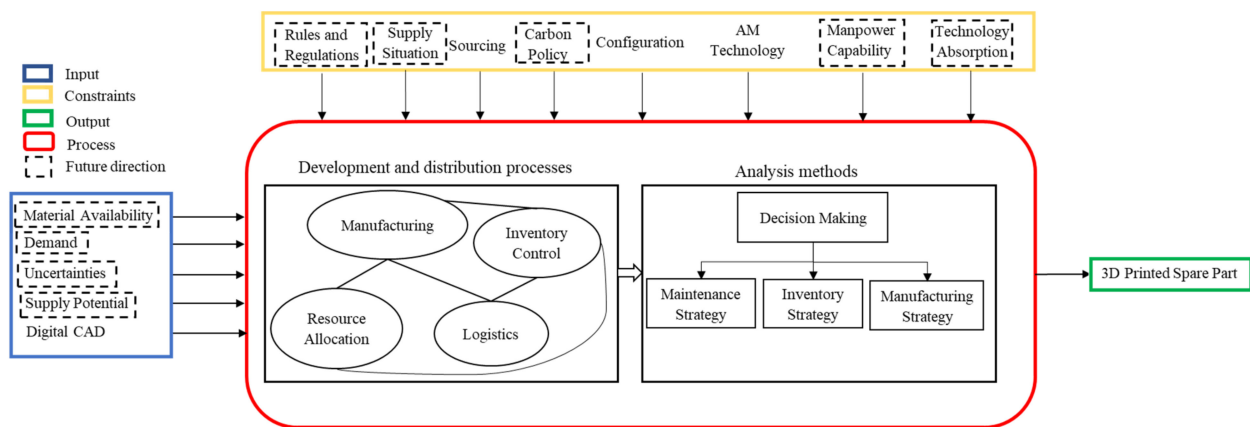 Rules and
Regulations
Supply
Situation
Sourcing
Carbon
Policy
Configuration
AM
Technology
Manpower
Capability
Technology
Absorption
Input
Constraints
Output
Process
Future direction
Material Availability
Demand
Uncertainties
Supply Potential
Digital CAD
Development and distribution processes
Manufacturing
Inventory
Control
Resource
Allocation
Logistics
Analysis methods
Decision Making
Maintenance
Strategy
Inventory
Strategy
Manufacturing
Strategy
3D Printed Spare Part